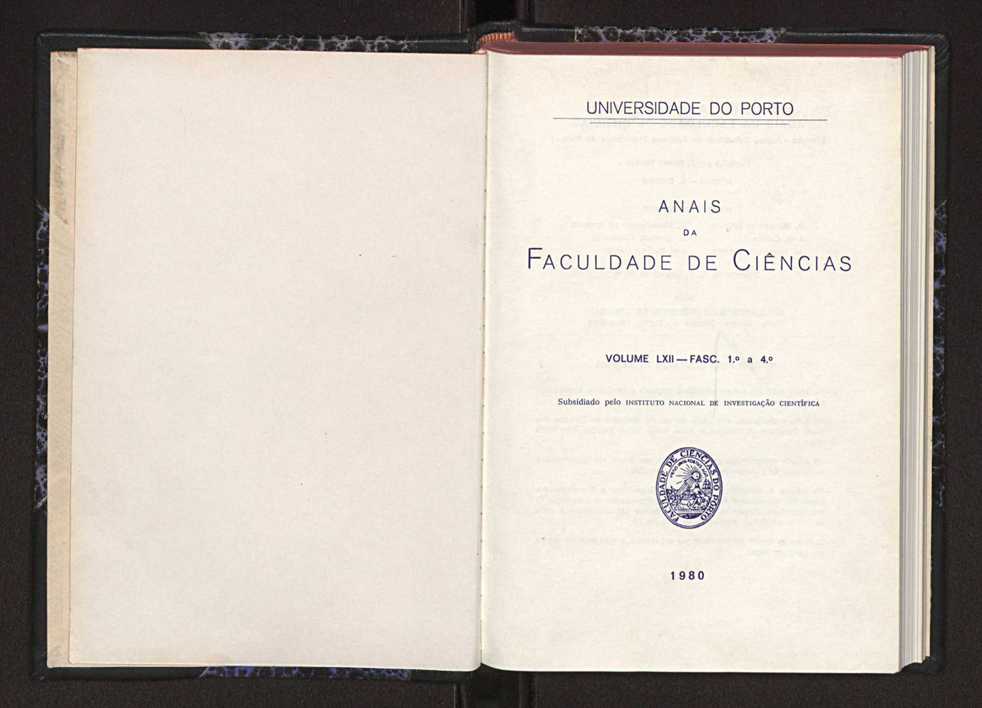 UNIVERSIDADE DO PORTO
ANAIS
DA
FACULDADE DE CIÊNCIAS
VOLUME LXII — FASC. 1.º a 4.º
Subsidiado pelo INSTITUTO NACIONAL DE INVESTIGAÇÃO CIENTÍFICA
FACULDADE DE CIÊNCIAS DO PORTO
1980